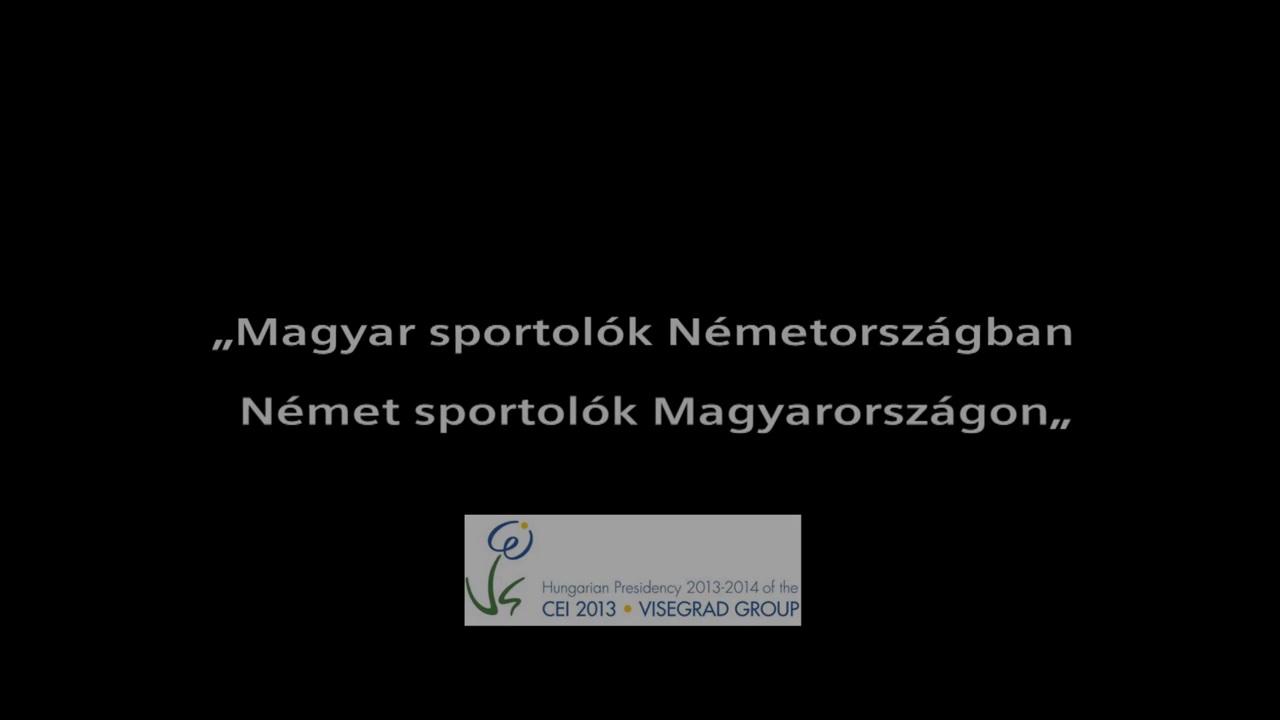 „Magyar sportolók Németországban
Német sportolók Magyarországon„
Hungarian Presidency 2013-2014 of the
CEI 2013 • VISEGRAD GROUP